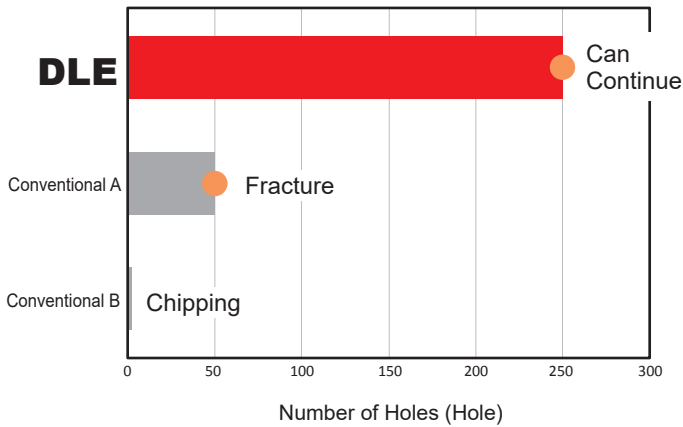 DLE
Can
Continue
Conventional A
Fracture
Conventional B
Chipping
0 50 100 150 200 250 300
Number of Holes (Hole)